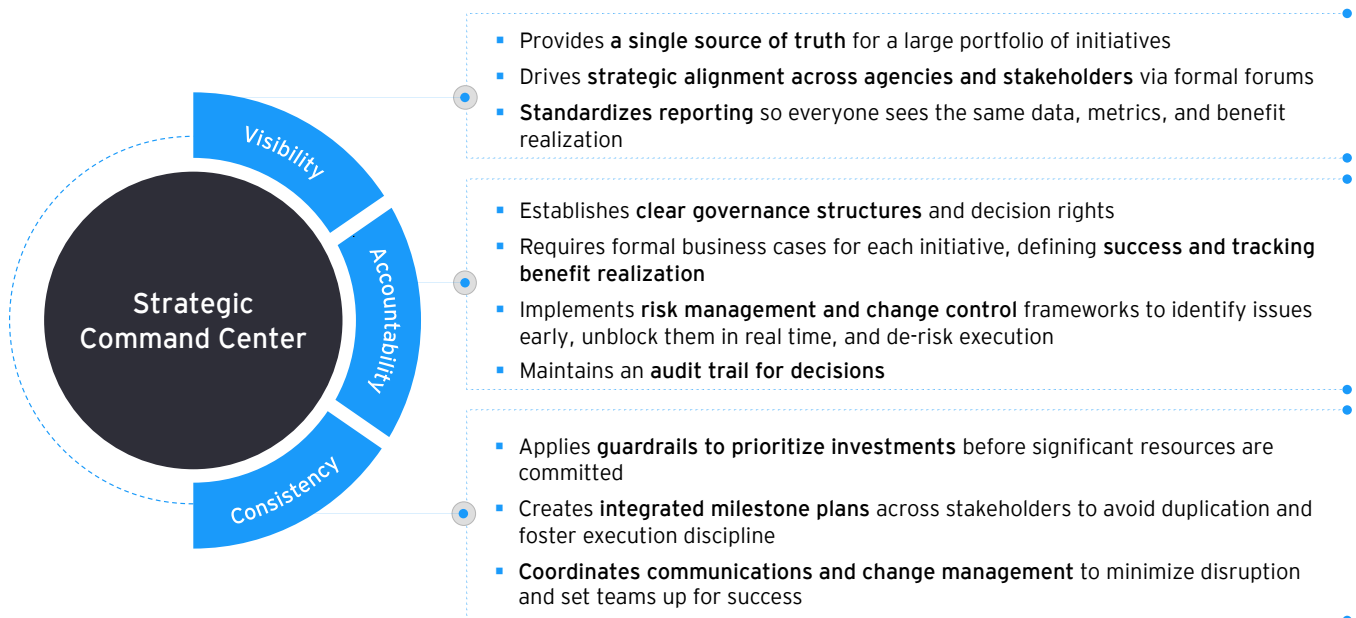 Visibility
Provides a single source of truth for a large portfolio of initiatives
Drives strategic alignment across agencies and stakeholders via formal forums
Standardizes reporting so everyone sees the same data, metrics, and benefit
realization
Strategic
Command Center
Accountability
Establishes clear governance structures and decision rights
Requires formal business cases for each initiative, defining success and tracking
benefit realization
Implements risk management and change control frameworks to identify issues
early, unblock them in real time, and de-risk execution
Maintains an audit trail for decisions
Consistency
Applies guardrails to prioritize investments before significant resources are
committed
Creates integrated milestone plans across stakeholders to avoid duplication and
foster execution discipline
Coordinates communications and change management to minimize disruption
and set teams up for success